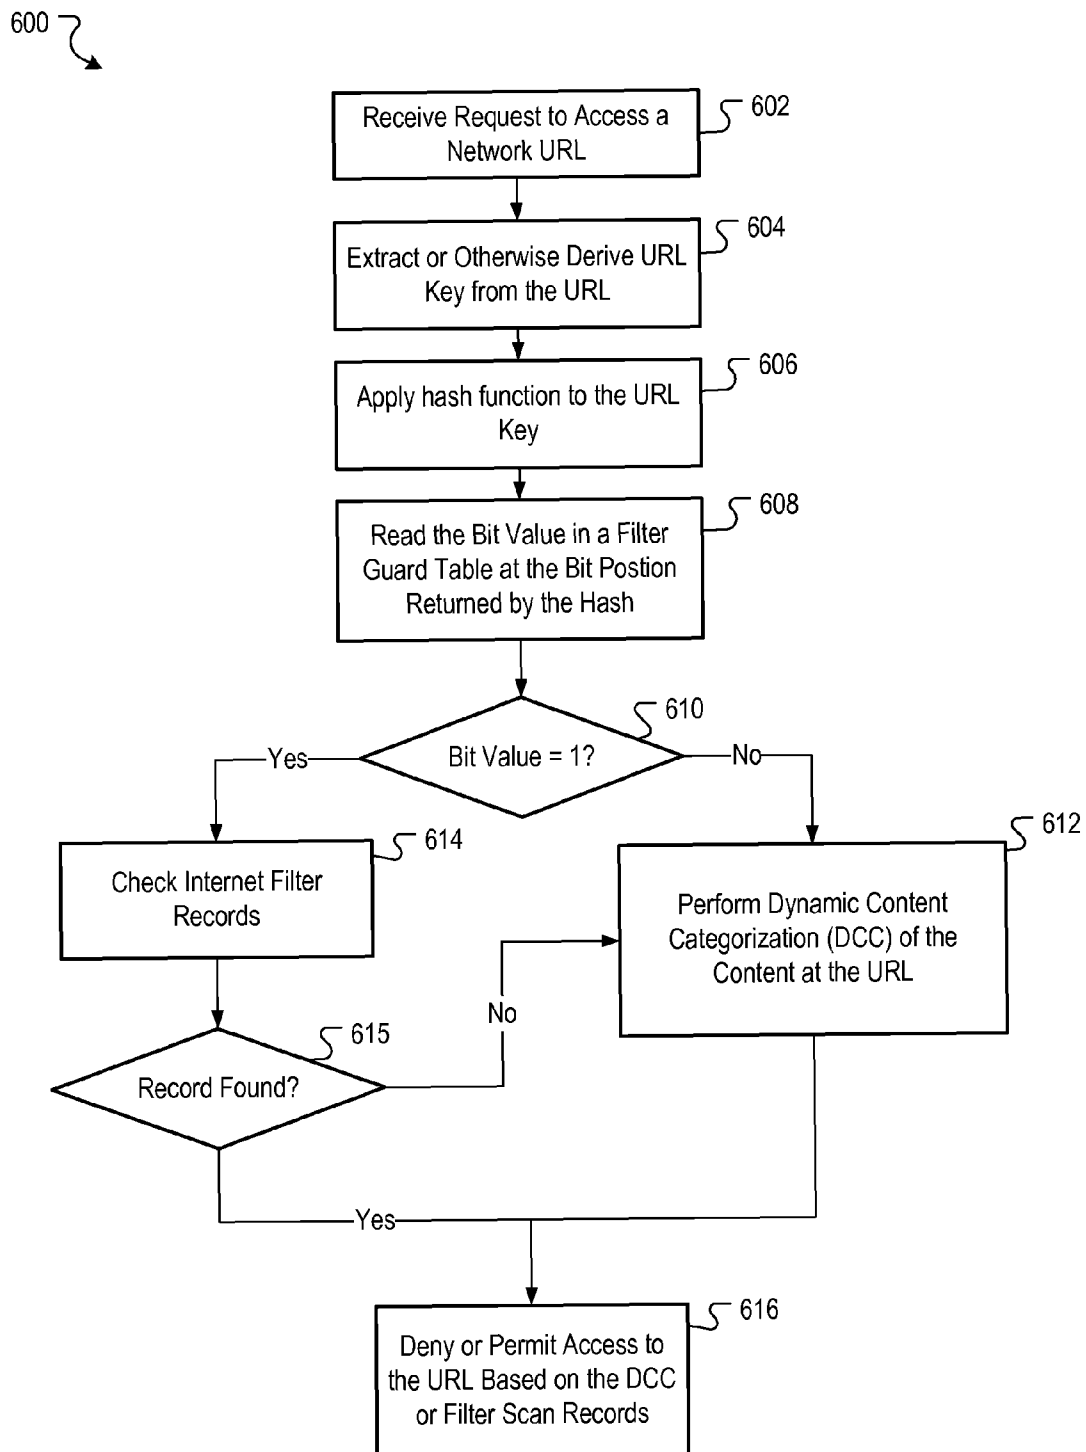 600
Receive Request to Access a
Network URL
602
Extract or Otherwise Derive URL
Key from the URL
604
Apply hash function to the URL
Key
606
Read the Bit Value in a Filter
Guard Table at the Bit Postion
Returned by the Hash
608
Bit Value = 1?
610
Yes
No
Check Internet Filter
Records
614
Perform Dynamic Content
Categorization (DCC) of the
Content at the URL
612
No
Record Found?
615
Yes
Deny or Permit Access to
the URL Based on the DCC
or Filter Scan Records
616